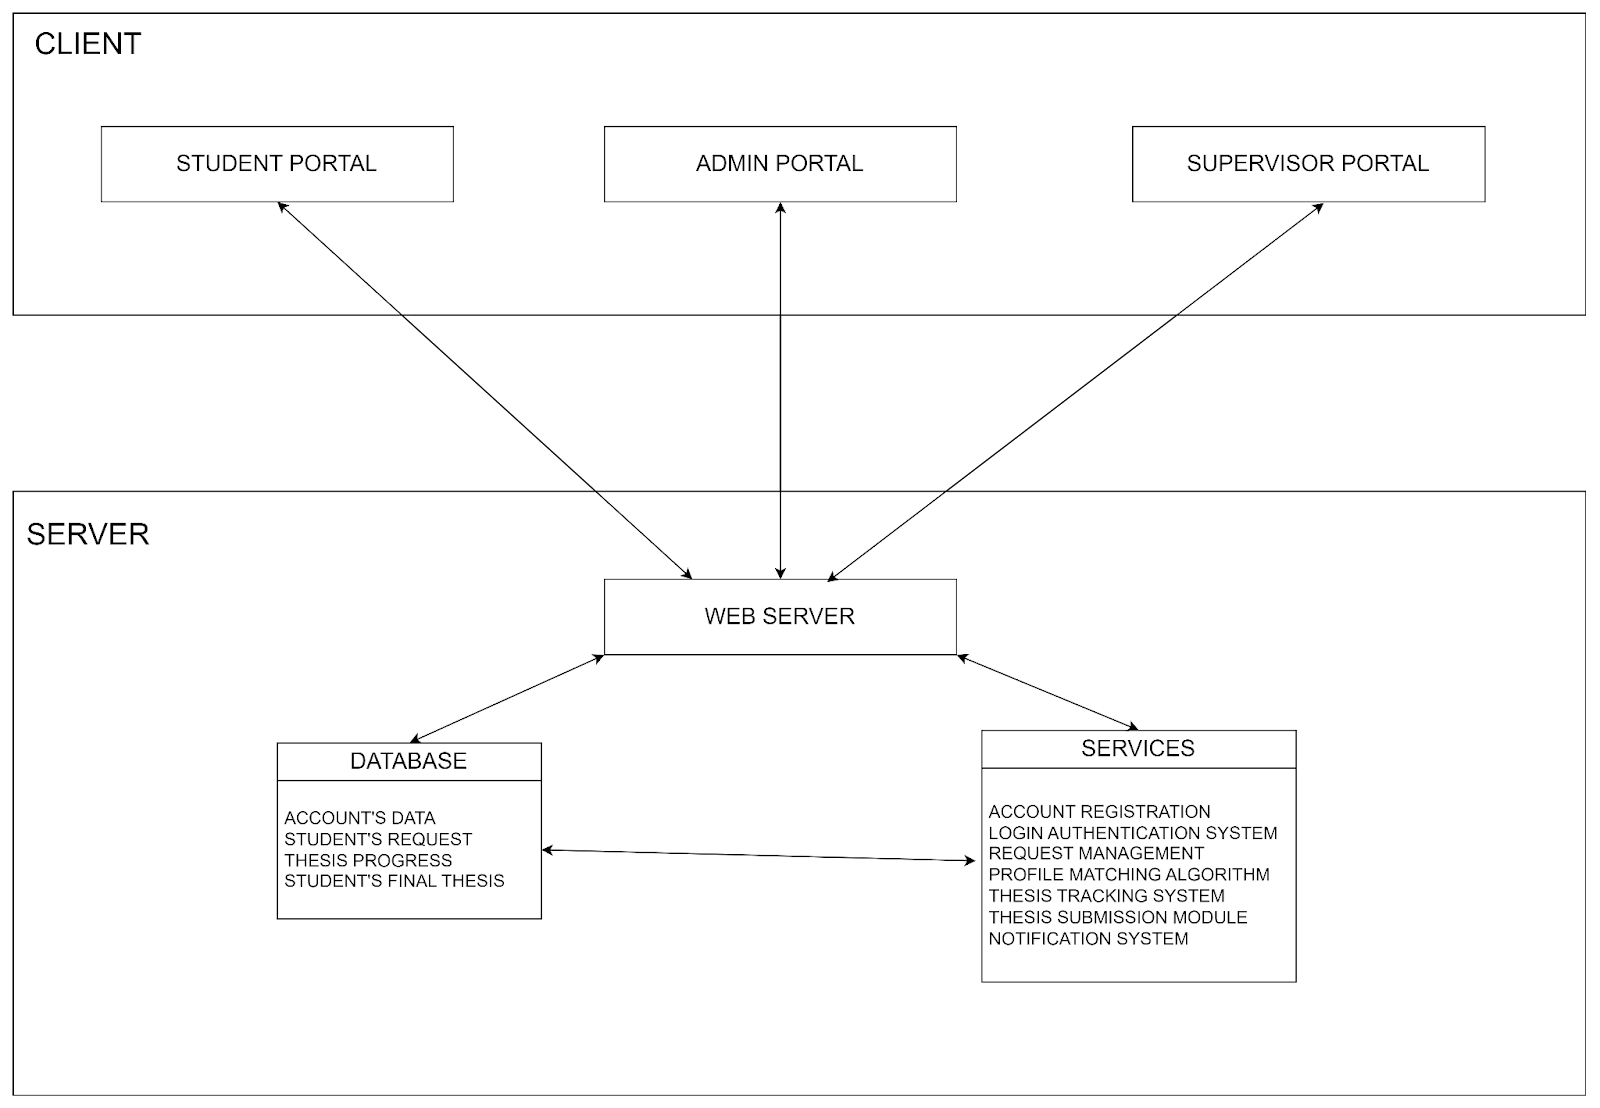 CLIENT
STUDENT PORTAL
ADMIN PORTAL
SUPERVISOR PORTAL
SERVER
WEB SERVER
DATABASE
ACCOUNT'S DATA
STUDENT'S REQUEST
THESIS PROGRESS
STUDENT'S FINAL THESIS
SERVICES
ACCOUNT REGISTRATION
LOGIN AUTHENTICATION SYSTEM
REQUEST MANAGEMENT
PROFILE MATCHING ALGORITHM
THESIS TRACKING SYSTEM
THESIS SUBMISSION MODULE
NOTIFICATION SYSTEM